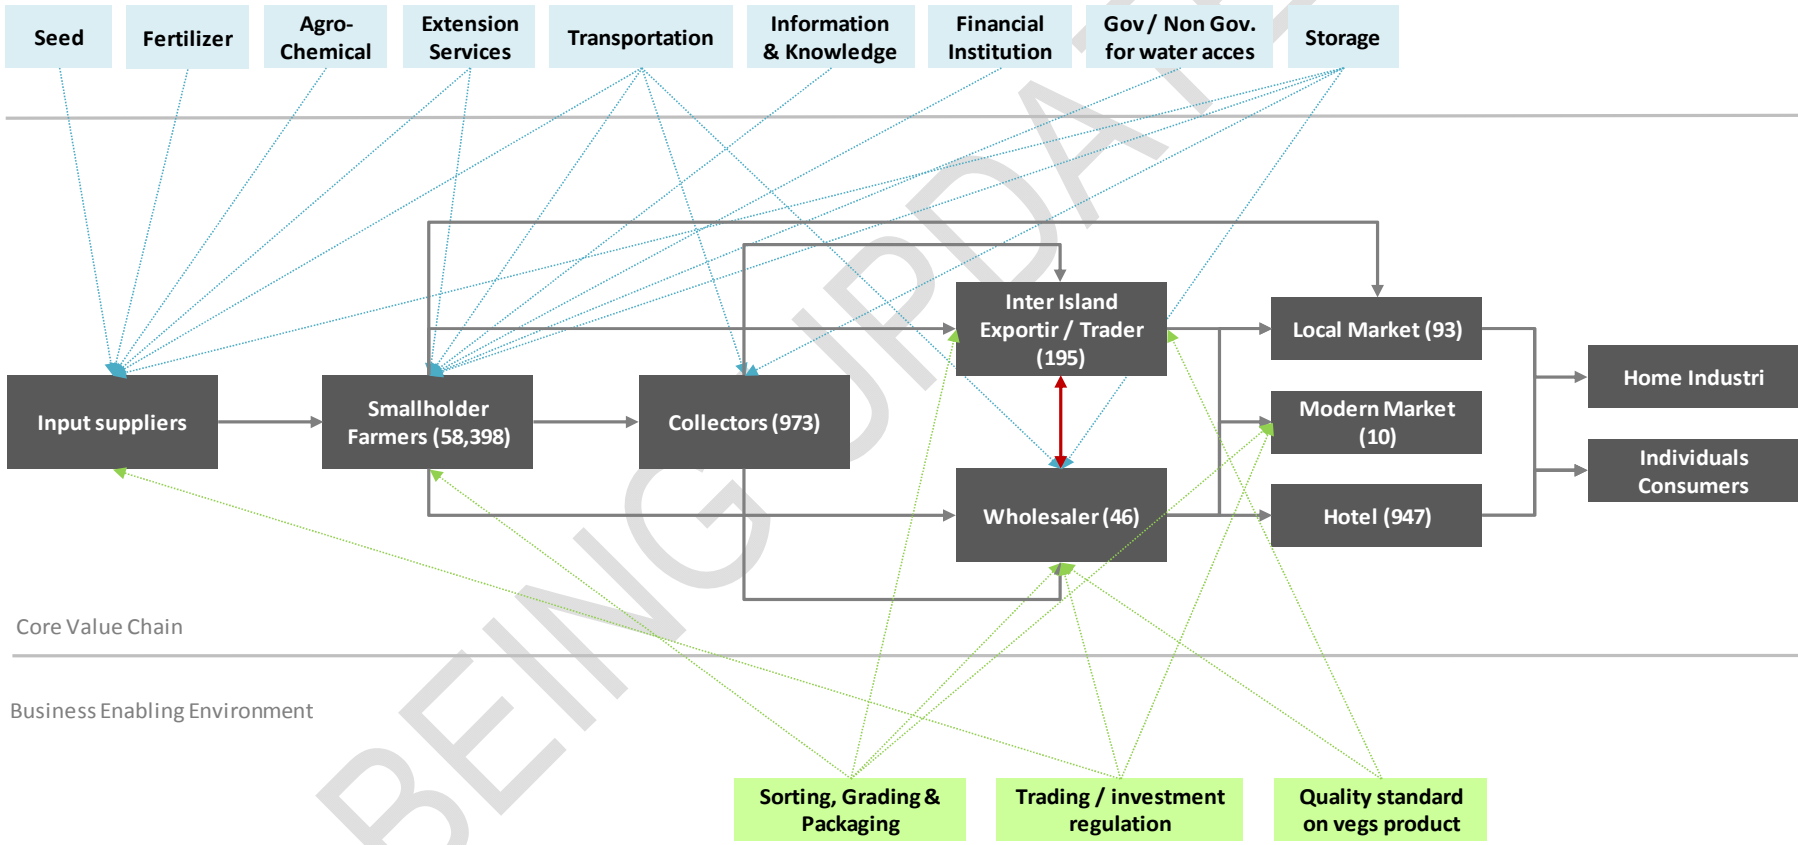 Seed
Fertilizer
Agro-
Chemical
Extension
Services
Transportation
Information
& Knowledge
Financial
Institution
Gov / Non Gov.
for water acces
Storage
Inter Island
Exportir / Trader
(195)
Local Market (93)
Home Industri
Input suppliers
Smallholder
Farmers (58,398)
Collectors (973)
Modern Market
(10)
Individuals
Consumers
Wholesaler (46)
Hotel (947)
Core Value Chain
Business Enabling Environment
Sorting, Grading &
Packaging
Trading / investment
regulation
Quality standard
on vegs product
BEING UPDAT